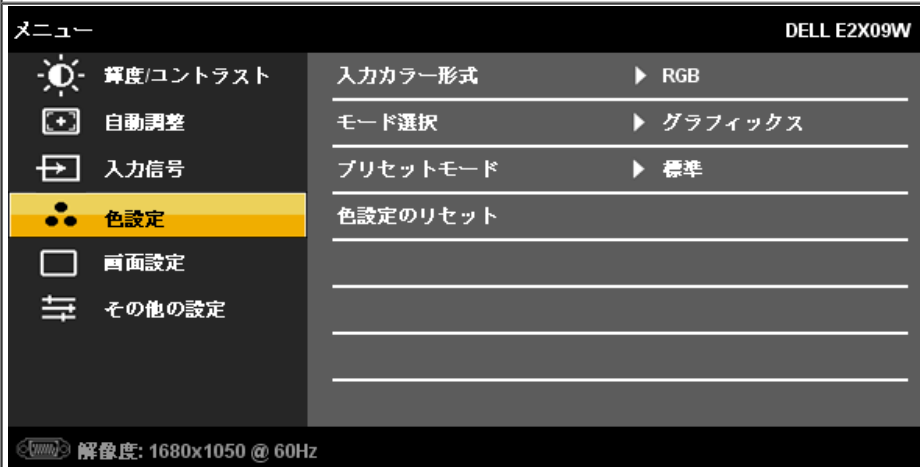 メニュー DELL E2X09W
輝度/コントラスト
自動調整
入力信号
色設定
画面設定
その他の設定
入力カラー形式 RGB
モード選択 グラフィックス
プリセットモード 標準
色設定のリセット
解像度: 1680x1050 @ 60Hz